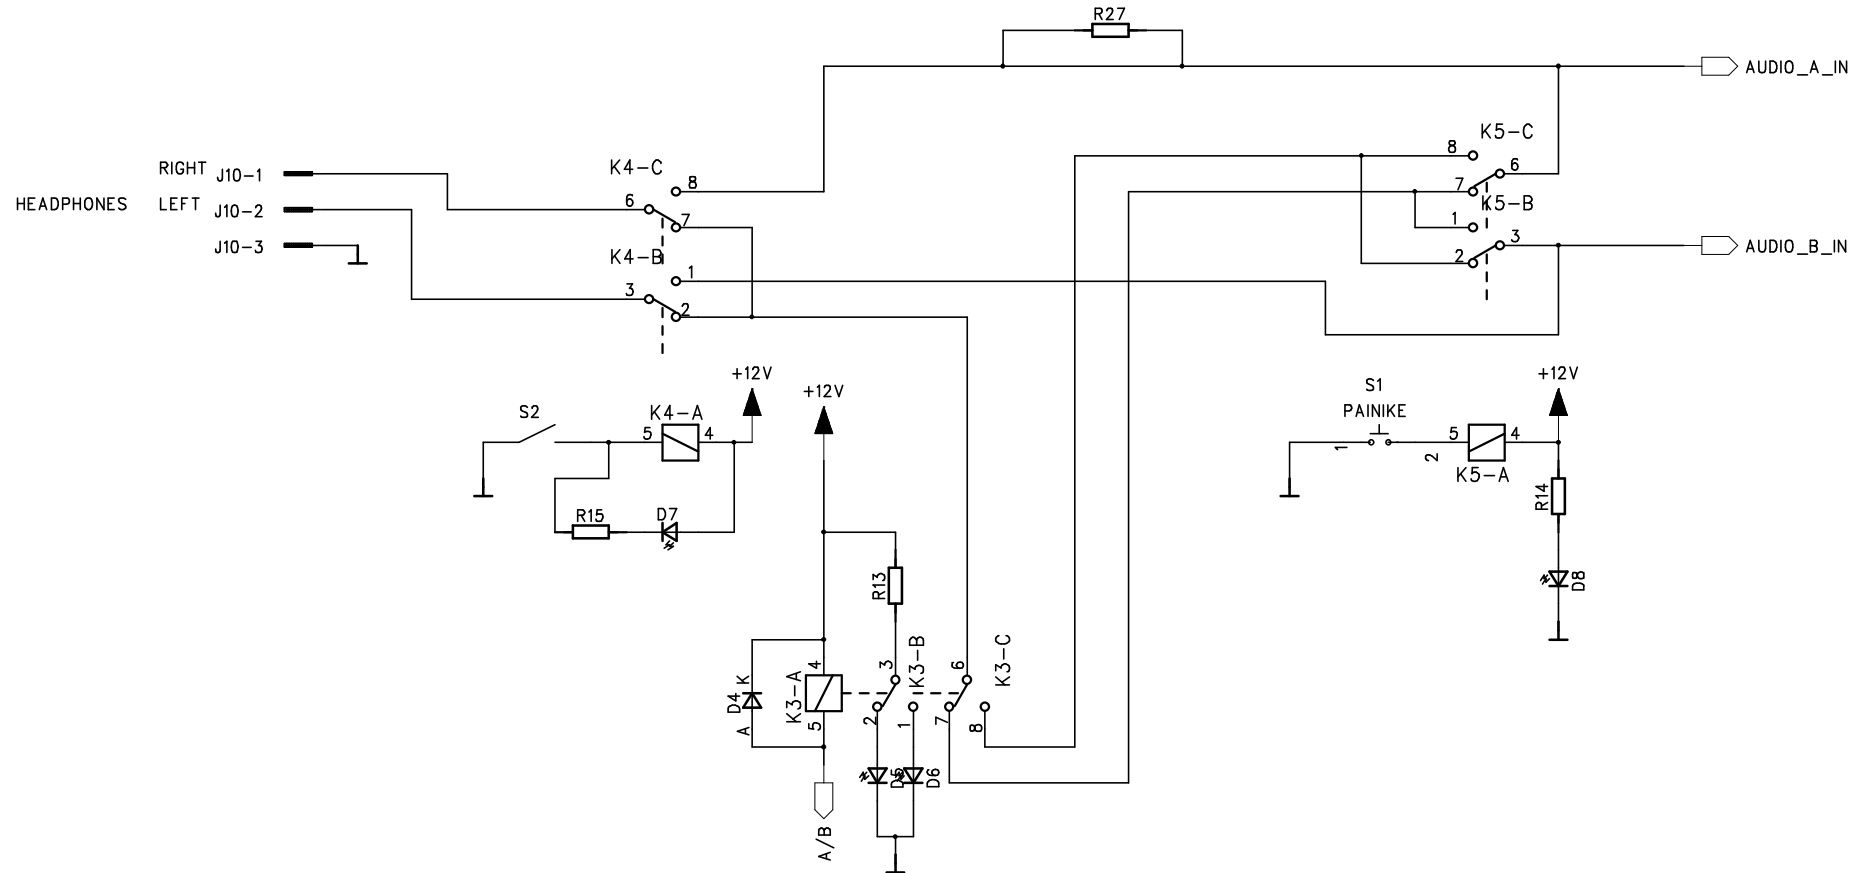 R27
AUDIO_A_IN
K5-C
8
6
7
K5-B
1
3
2
AUDIO_B_IN
RIGHT J10-1
HEADPHONES LEFT J10-2
J10-3
K4-C
8
6
7
K4-B
1
3
2
+12V
+12V
S2
K4-A
5 4
R15
D7
S1
PAINIKE
+12V
1
2
5 4
K5-A
R14
D8
R13
K3-B
K3-C
3
6
4
K
D4
A
K3-A
5
2
1
7
8
D5
D6
A/B